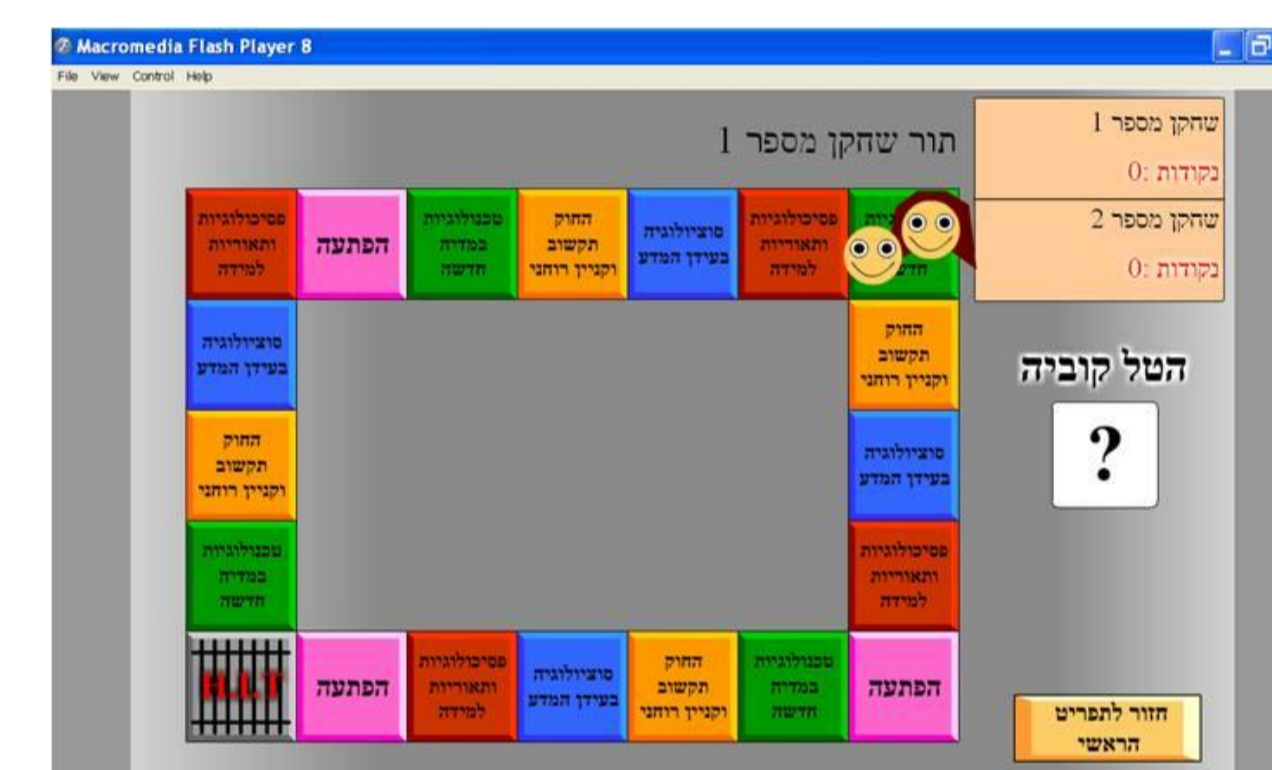 Macromedia Flash Player 8
File View Control Help
תור שחקן מספר 1
שחקן מספר 1
נקודות :0
שחקן מספר 2
נקודות :0
פסיכולוגיות
ותאוריות
למידה
הפתעה
טכנולוגיות
במדיה
חדשה
החוק
תקשוב
וקניין רוחני
סוציולוגיה
בעידן המדע
פסיכולוגיות
ותאוריות
למידה
סוציולוגיה
בעידן המדע
החוק
תקשוב
וקניין רוחני
הטל קוביה
?
החוק
תקשוב
וקניין רוחני
סוציולוגיה
בעידן המדע
טכנולוגיות
במדיה
חדשה
פסיכולוגיות
ותאוריות
למידה
H.I.T
הפתעה
פסיכולוגיות
ותאוריות
למידה
סוציולוגיה
בעידן המדע
החוק
תקשוב
וקניין רוחני
טכנולוגיות
במדיה
חדשה
הפתעה
חזור לתפריט
הראשי